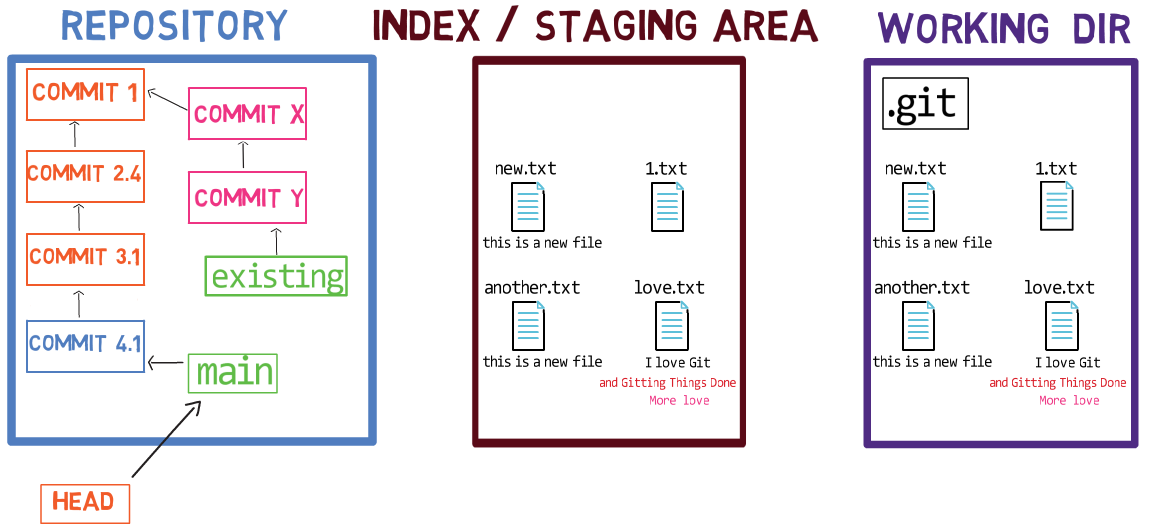 REPOSITORY
COMMIT 1
COMMIT X
COMMIT 2.4
COMMIT Y
COMMIT 3.1
existing
COMMIT 4.1
main
HEAD
INDEX / STAGING AREA
new.txt
1.txt
this is a new file
another.txt
love.txt
this is a new file
I love Git
and Gitting Things Done
More love
WORKING DIR
.git
new.txt
1.txt
this is a new file
another.txt
love.txt
this is a new file
I love Git
and Gitting Things Done
More love